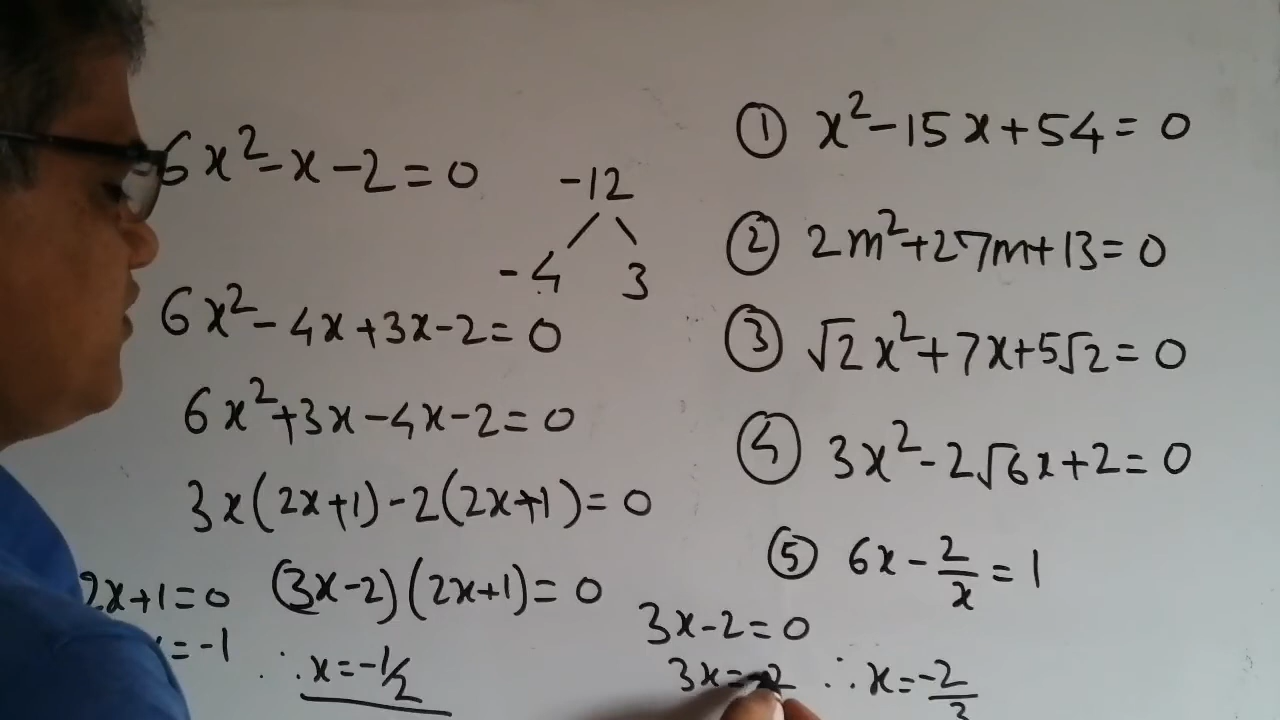 6x²-x-2=0
-12
-4 3
6x²-4x+3x-2=0
6x²+3x-4x-2=0
3x(2x+1)-2(2x+1)=0
(3x-2)(2x+1)=0
2x+1=0
=-1
∴ x=-1/2
① x²-15x+54=0
② 2m²+27m+13=0
③ √2x²+7x+5√2=0
④ 3x²-2√6x+2=0
⑤ 6x-2/x=1
3x-2=0
3x= 2
∴ x=-2/3